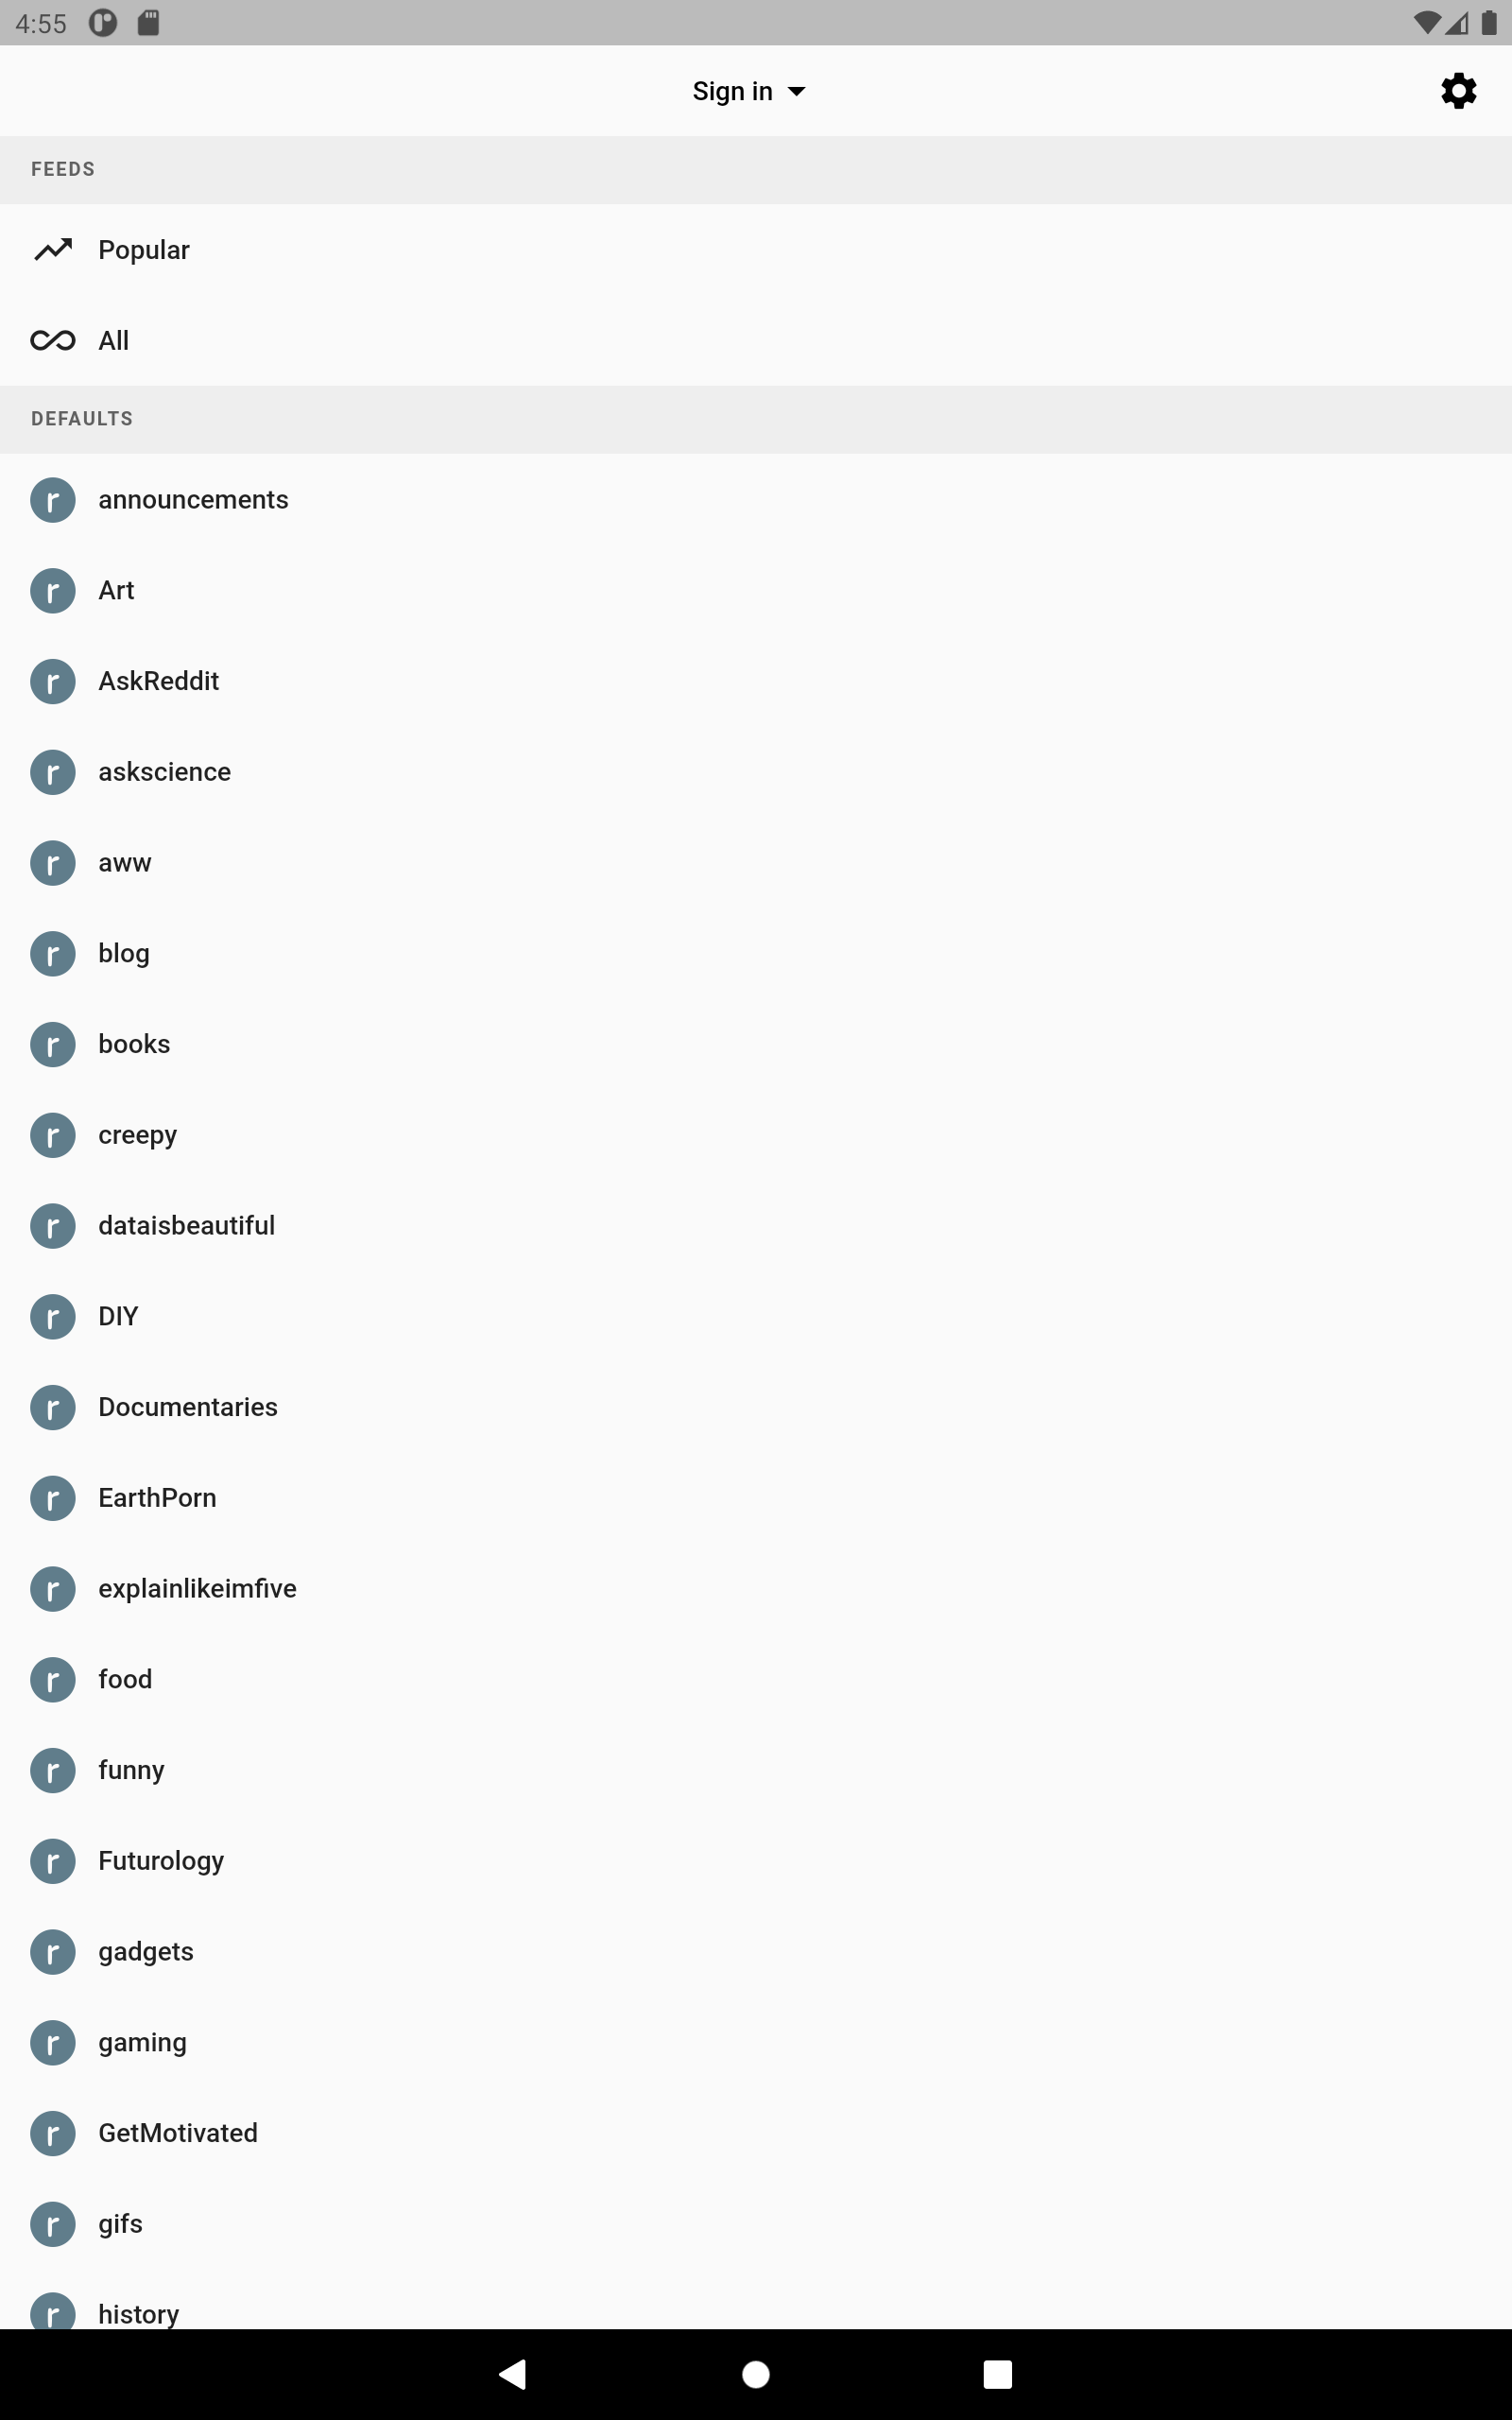 4:55
Sign in
FEEDS
Popular
All
DEFAULTS
r announcements
r Art
r AskReddit
r askscience
r aww
r blog
r books
r creepy
r dataisbeautiful
r DIY
r Documentaries
r EarthPorn
r explainlikeimfive
r food
r funny
r Futurology
r gadgets
r gaming
r GetMotivated
r gifs
r history